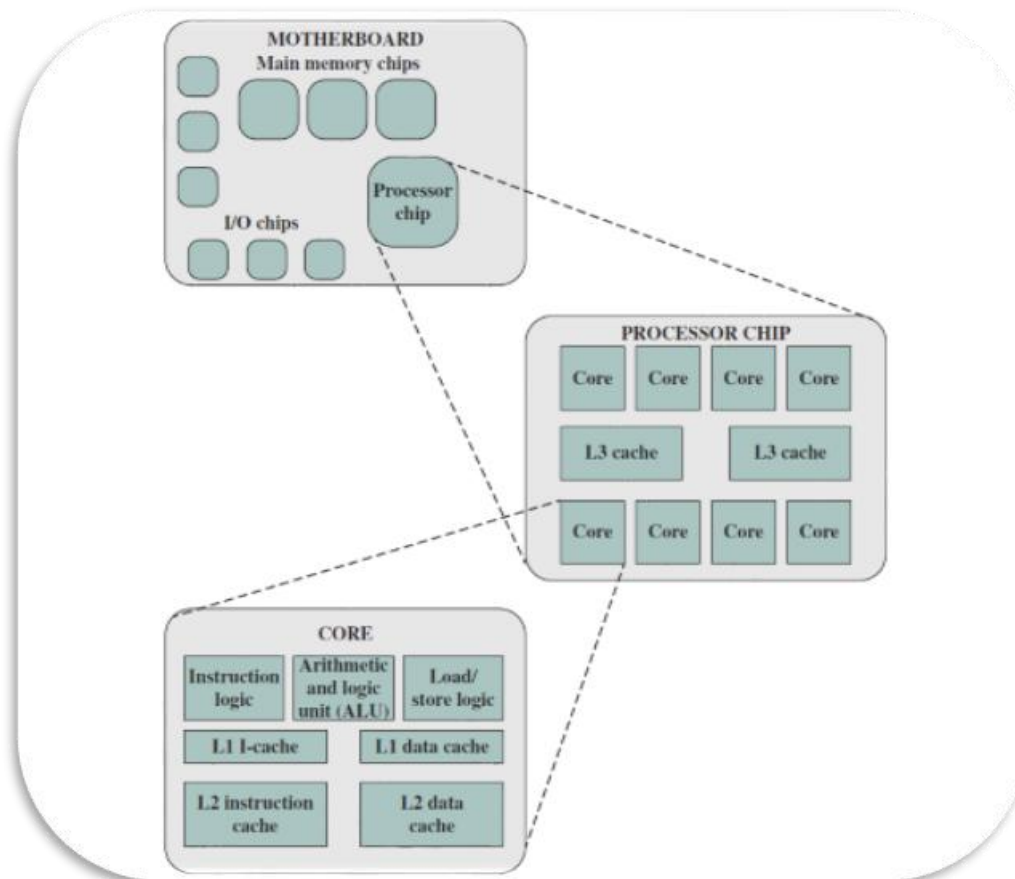 MOTHERBOARD
Main memory chips
Processor
chip
I/O chips
PROCESSOR CHIP
Core
Core
Core
Core
L3 cache
L3 cache
Core
Core
Core
Core
CORE
Instruction
logic
Arithmetic
and logic
unit (ALU)
Load/
store logic
L1 I-cache
L1 data cache
L2 instruction
cache
L2 data
cache